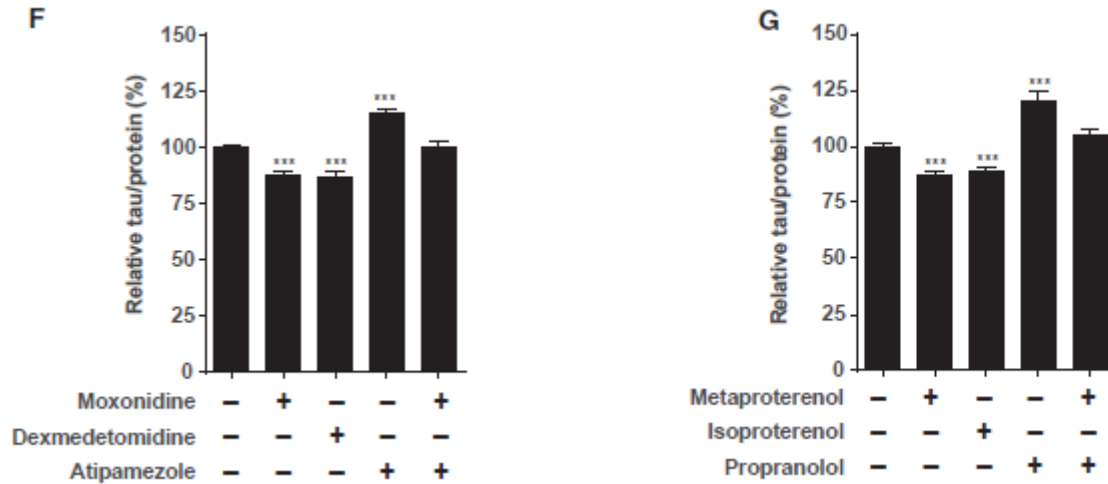 F
150
125
100
75
50
25
0
Relative tau/protein (%)
***
***
***
Moxonidine – + – – +
Dexmedetomidine – – + – –
Atipamezole – – – + +
G
150
125
100
75
50
25
0
Relative tau/protein (%)
***
***
***
Metaproterenol – + – – +
Isoproterenol – – + – –
Propranolol – – – + +